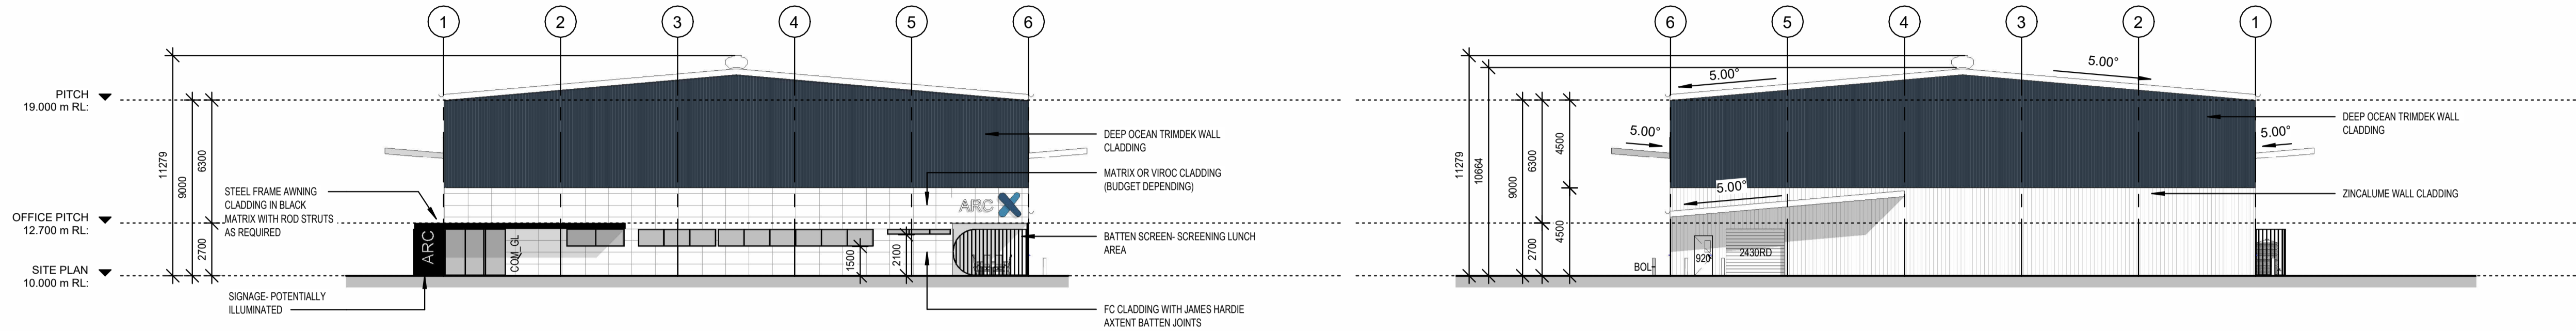 1
2
3
4
5
6
PITCH
19.000 m RL:
OFFICE PITCH
12.700 m RL:
SITE PLAN
10.000 m RL:
11279
9000
6300
2700
STEEL FRAME AWNING
CLADDING IN BLACK
MATRIX WITH ROD STRUTS
AS REQUIRED
SIGNAGE- POTENTIALLY
ILLUMINATED
ARC
COM_GL
1500
2100
ARC X
DEEP OCEAN TRIMDEK WALL
CLADDING
MATRIX OR VIROC CLADDING
(BUDGET DEPENDING)
BATTEN SCREEN- SCREENING LUNCH
AREA
FC CLADDING WITH JAMES HARDIE
AXTENT BATTEN JOINTS
6
5
4
3
2
1
11279
10664
9000
6300
2700
4500
4500
5.00°
5.00°
5.00°
5.00°
5.00°
BOL
920
2430RD
DEEP OCEAN TRIMDEK WALL
CLADDING
ZINCALUME WALL CLADDING